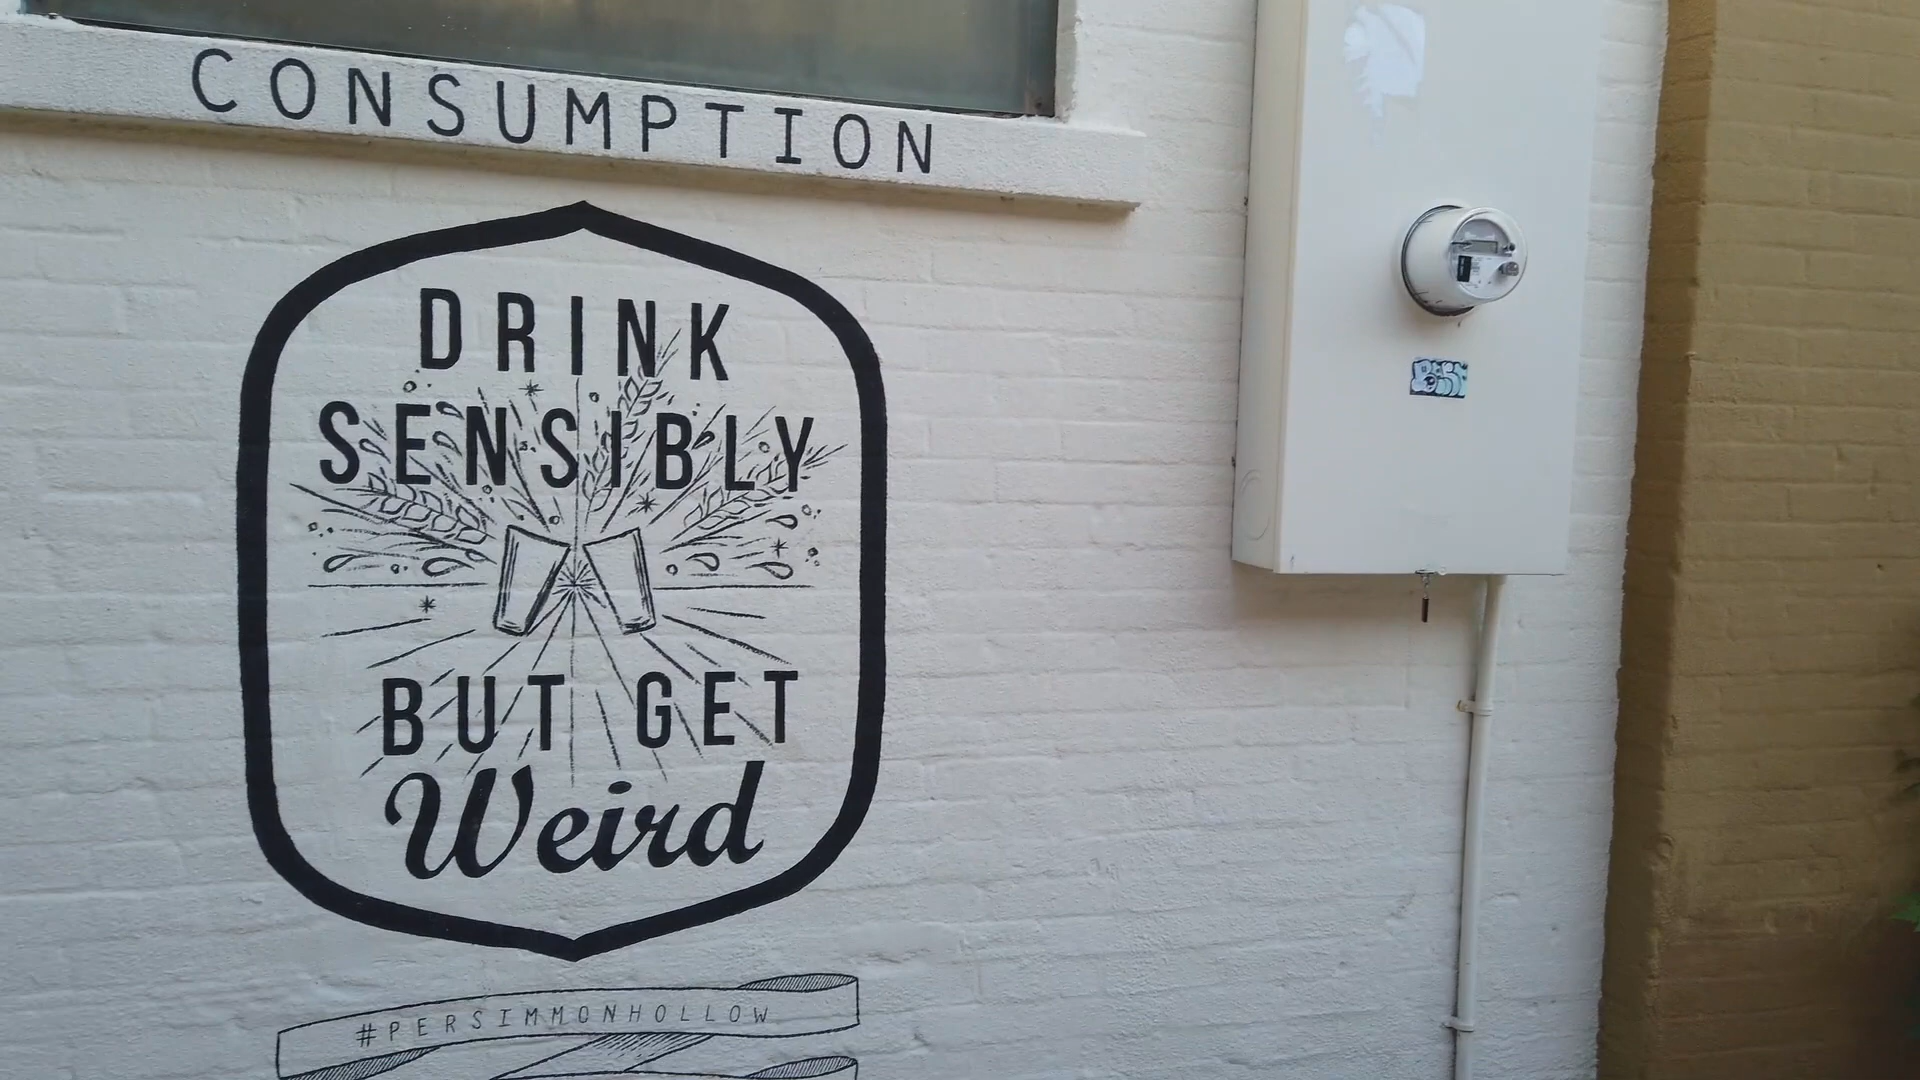 CONSUMPTION
DRINK
SENSIBLY
BUT GET
Weird
#PERSIMMONHOLLOW